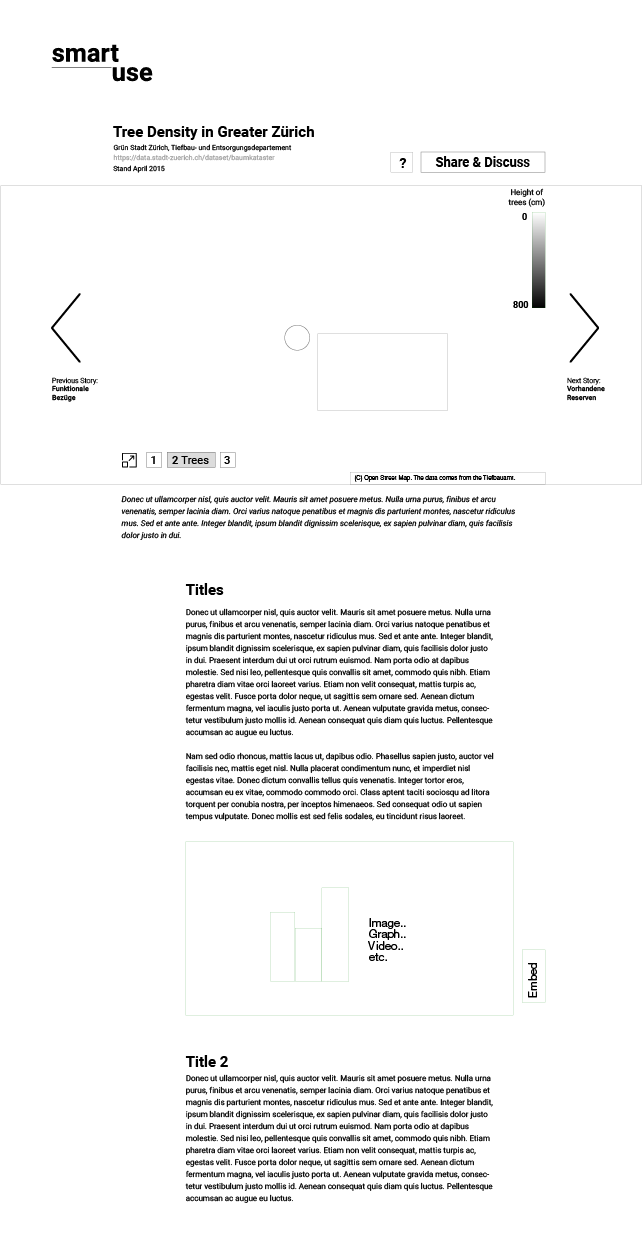 smart
use
Tree Density in Greater Zürich
Grün Stadt Zürich, Tiefbau- und Entsorgungsdepartement
https://data.stadt-zuerich.ch/dataset/baumkataster
Stand April 2015
?
Share & Discuss
Height of
trees (cm)
0
800
Previous Story:
Funktionale
Bezüge
Next Story:
Vorhandene
Reserven
1
2 Trees
3
(C) Open Street Map. The data comes from the Tiefbauamt.
Donec ut ullamcorper nisl, quis auctor velit. Mauris sit amet posuere metus. Nulla urna purus, finibus et arcu
venenatis, semper lacinia diam. Orci varius natoque penatibus et magnis dis parturient montes, nascetur ridiculus
mus. Sed et ante ante. Integer blandit, ipsum blandit dignissim scelerisque, ex sapien pulvinar diam, quis facilisis
dolor justo in dui.
Titles
Donec ut ullamcorper nisl, quis auctor velit. Mauris sit amet posuere metus. Nulla urna
purus, finibus et arcu venenatis, semper lacinia diam. Orci varius natoque penatibus et
magnis dis parturient montes, nascetur ridiculus mus. Sed et ante ante. Integer blandit,
ipsum blandit dignissim scelerisque, ex sapien pulvinar diam, quis facilisis dolor justo
in dui. Praesent interdum dui ut orci rutrum euismod. Nam porta odio at dapibus
molestie. Sed nisi leo, pellentesque quis convallis sit amet, commodo quis nibh. Etiam
pharetra diam vitae orci laoreet varius. Etiam non velit consequat, mattis turpis ac,
egestas velit. Fusce porta dolor neque, ut sagittis sem ornare sed. Aenean dictum
fermentum magna, vel iaculis justo porta ut. Aenean vulputate gravida metus, conse-
tetur vestibulum justo mollis id. Aenean consequat quis diam quis luctus. Pellentesque
accumsan ac augue eu luctus.
Nam sed odio rhoncus, mattis lacus ut, dapibus odio. Phasellus sapien justo, auctor vel
facilisis nec, mattis eget nisl. Nulla placerat condimentum nunc, et imperdiet nisl
egestas vitae. Donec dictum convallis tellus quis venenatis. Integer tortor eros,
accumsan eu ex vitae, commodo commodo orci. Class aptent taciti sociosqu ad litora
torquent per conubia nostra, per inceptos himenaeos. Sed consequat odio ut sapien
tempus vulputate. Donec mollis est sed felis sodales, eu tincidunt risus laoreet.
Image..
Graph..
Video..
etc.
Embed
Title 2
Donec ut ullamcorper nisl, quis auctor velit. Mauris sit amet posuere metus. Nulla urna
purus, finibus et arcu venenatis, semper lacinia diam. Orci varius natoque penatibus et
magnis dis parturient montes, nascetur ridiculus mus. Sed et ante ante. Integer blandit,
ipsum blandit dignissim scelerisque, ex sapien pulvinar diam, quis facilisis dolor justo
in dui. Praesent interdum dui ut orci rutrum euismod. Nam porta odio at dapibus
molestie. Sed nisi leo, pellentesque quis convallis sit amet, commodo quis nibh. Etiam
pharetra diam vitae orci laoreet varius. Etiam non velit consequat, mattis turpis ac,
egestas velit. Fusce porta dolor neque, ut sagittis sem ornare sed. Aenean dictum
fermentum magna, vel iaculis justo porta ut. Aenean vulputate gravida metus, consec-
tetur vestibulum justo mollis id. Aenean consequat quis diam quis luctus. Pellentesque
accumsan ac augue eu luctus.